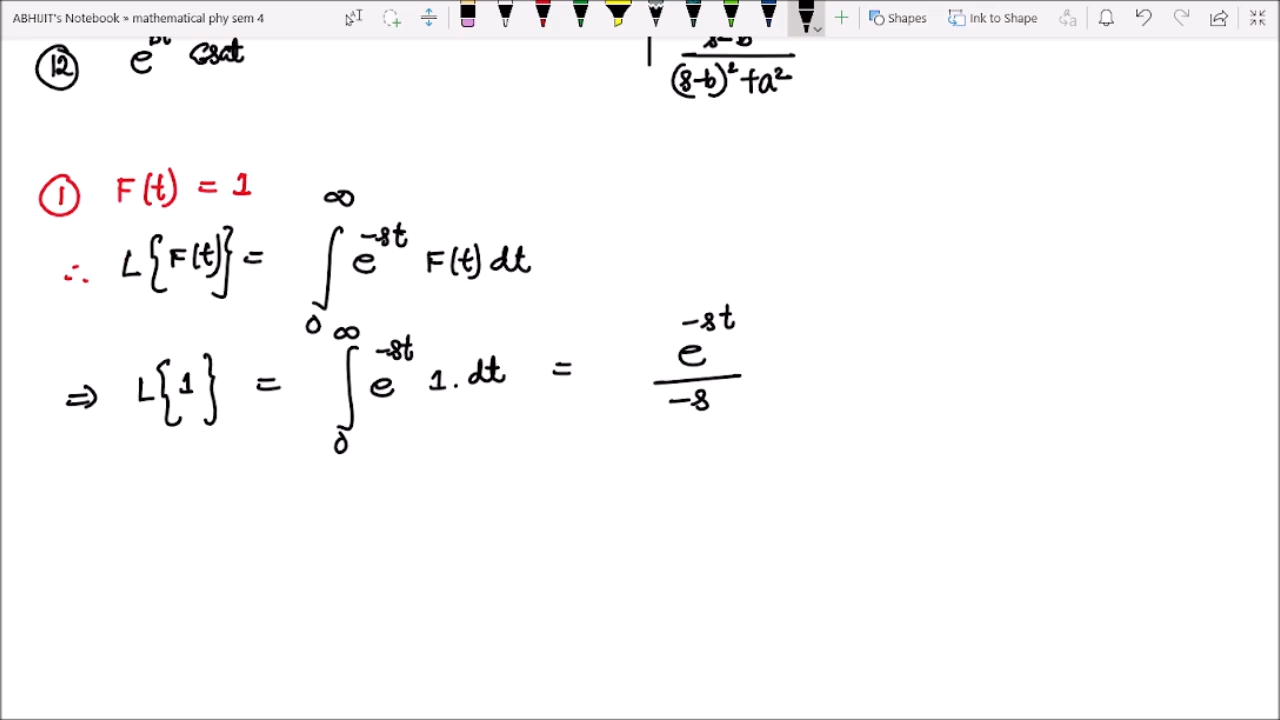 ABHIJIT's Notebook » mathematical phy sem 4
Shapes
Ink to Shape
⑫ e^bt Cosat | s-b / (s-b)² + a²
① F(t) = 1
∴ L{F(t)} = ∫₀^∞ e^-st F(t) dt
⇒ L{1} = ∫₀^∞ e^-st 1. dt = e^-st / -s